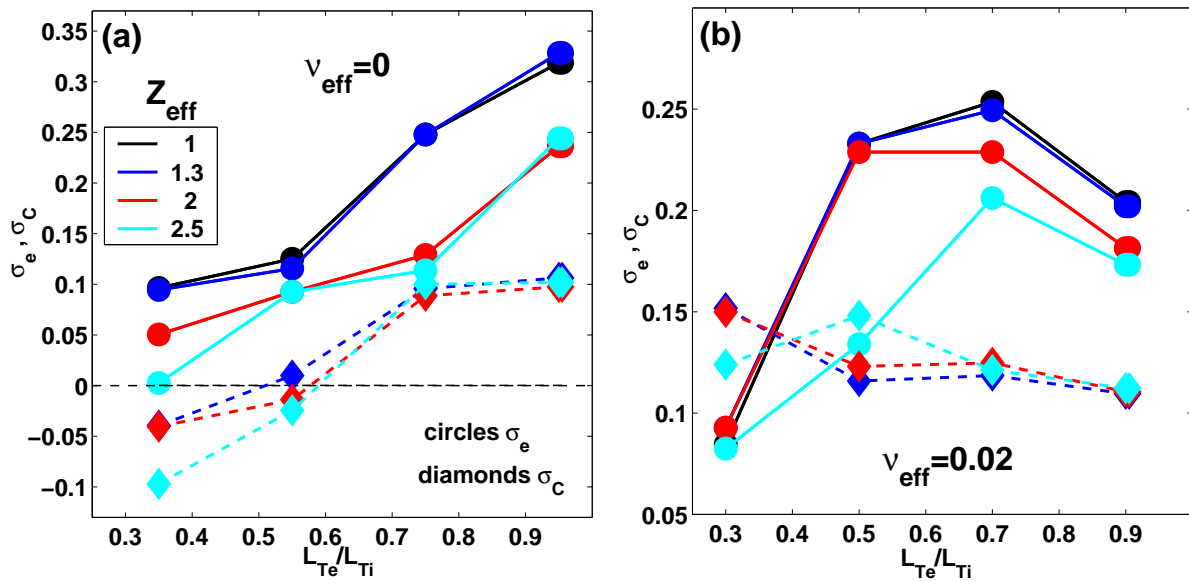 (a)
ν_eff=0
Z_eff
1
1.3
2
2.5
circles σ_e
diamonds σ_C
σ_e, σ_C
0.35
0.3
0.25
0.2
0.15
0.1
0.05
0
−0.05
−0.1
0.3 0.4 0.5 0.6 0.7 0.8 0.9
L_Te/L_Ti
(b)
ν_eff=0.02
σ_e, σ_C
0.25
0.2
0.15
0.1
0.05
0.3 0.4 0.5 0.6 0.7 0.8 0.9
L_Te/L_Ti